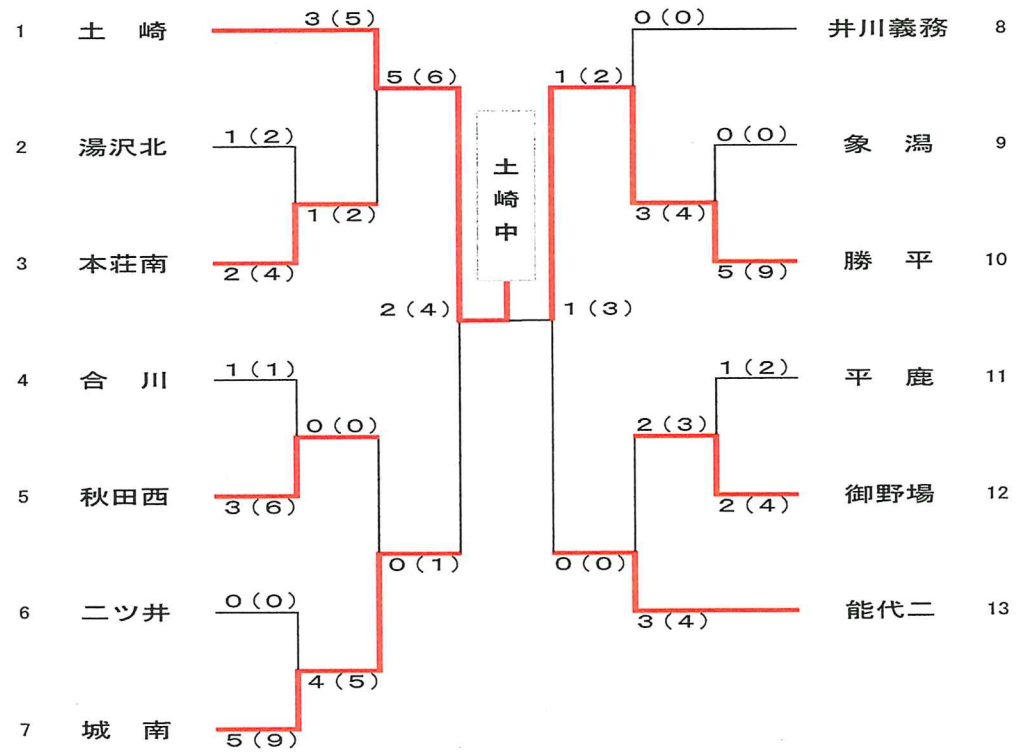 3(5)
0(0)
1 土崎
井川義務 8
5(6)
1(2)
1(2)
0(0)
2 湯沢北
象潟 9
土崎中
1(2)
3(4)
3 本荘南
勝平 10
2(4)
5(9)
2(4)
1(3)
1(1)
1(2)
4 合川
平鹿 11
0(0)
2(3)
5 秋田西
御野場 12
3(6)
2(4)
0(1)
0(0)
0(0)
6 二ツ井
能代二 13
3(4)
4(5)
7 城南
5(9)